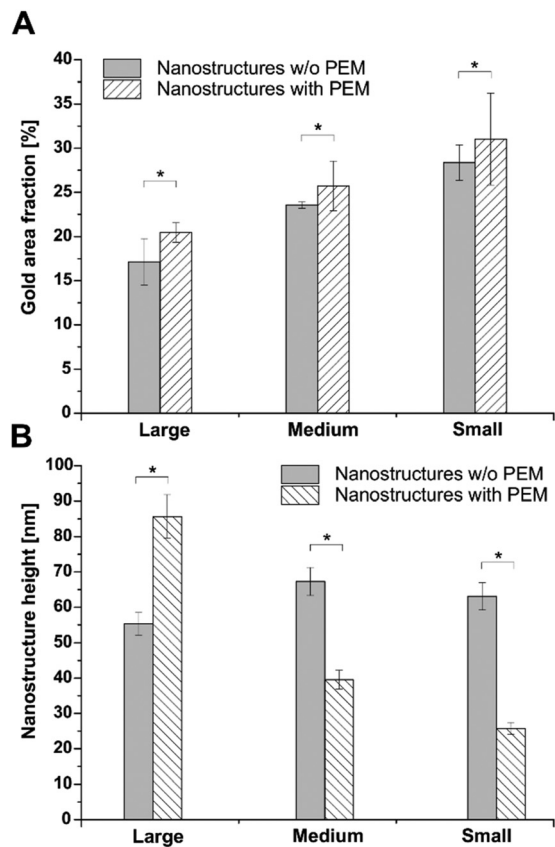 A
Gold area fraction [%]
40
35
30
25
20
15
10
5
0
Nanostructures w/o PEM
Nanostructures with PEM
*
*
*
Large
Medium
Small
B
Nanostructure height [nm]
100
90
80
70
60
50
40
30
20
10
0
Nanostructures w/o PEM
Nanostructures with PEM
*
*
*
Large
Medium
Small